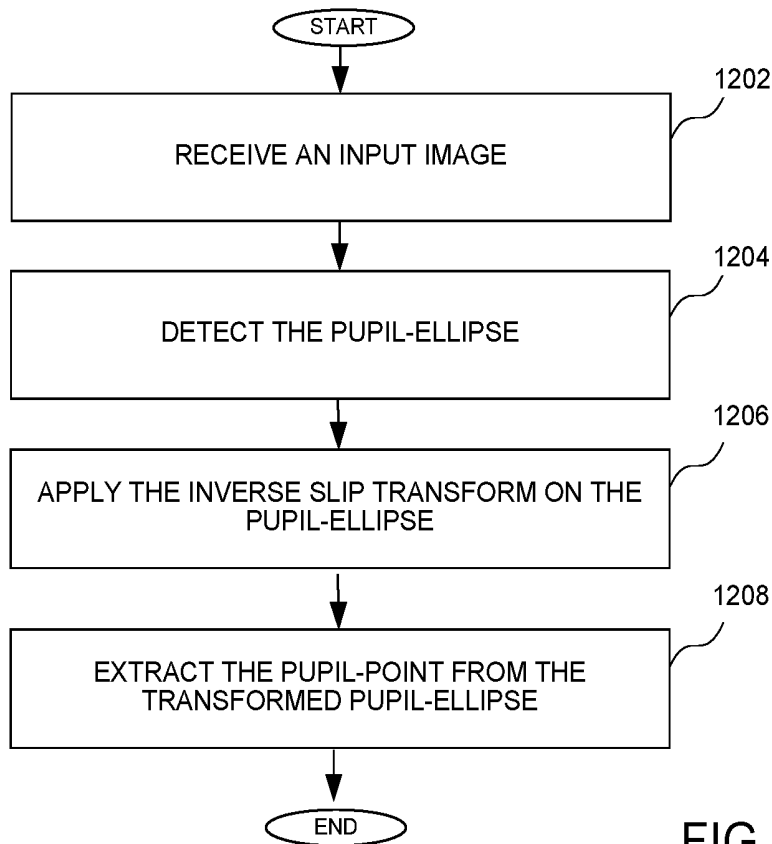 START
1202
RECEIVE AN INPUT IMAGE
1204
DETECT THE PUPIL-ELLIPSE
1206
APPLY THE INVERSE SLIP TRANSFORM ON THE
PUPIL-ELLIPSE
1208
EXTRACT THE PUPIL-POINT FROM THE
TRANSFORMED PUPIL-ELLIPSE
END
FIG